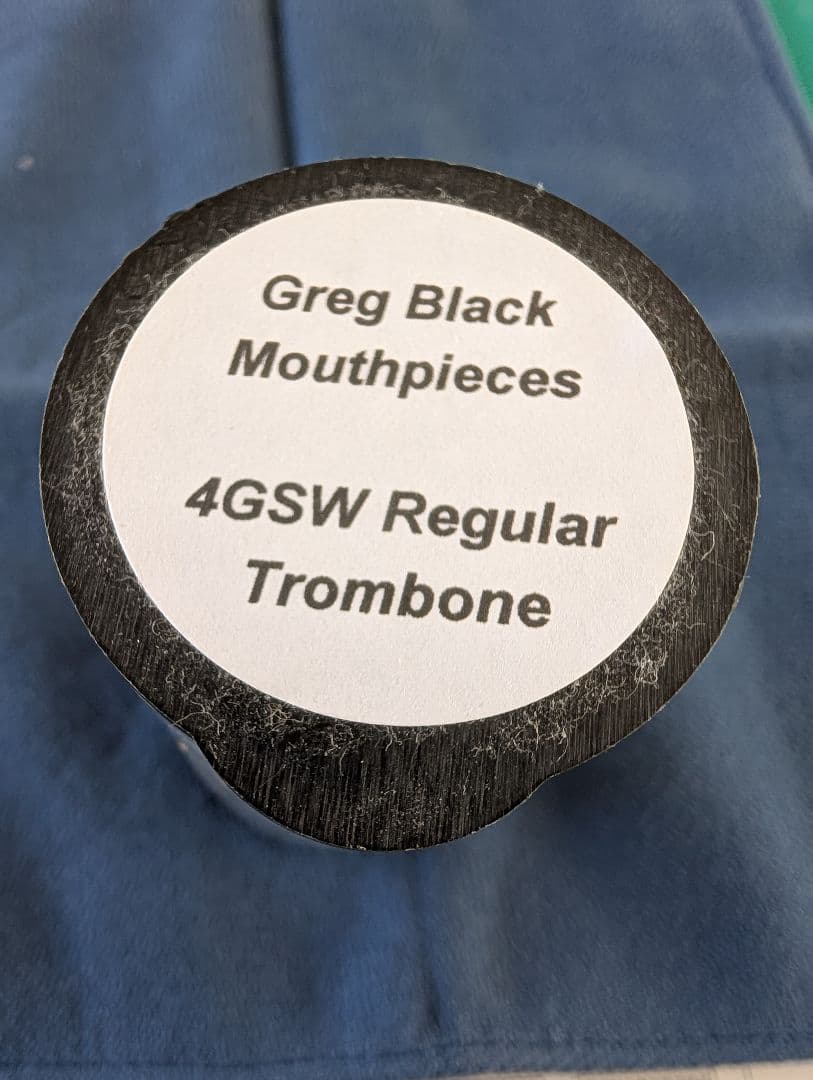 Greg Black
Mouthpieces
4GSW Regular
Trombone